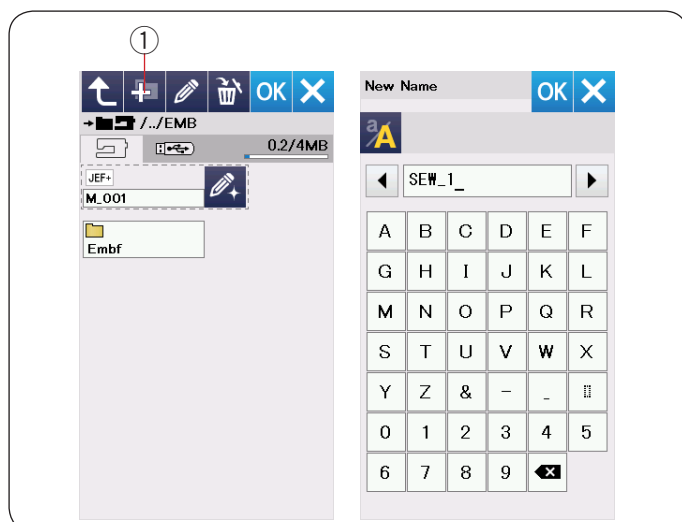 1
OK
/../EMB
0.2/4MB
JEF+
M_001
Embf
New Name
OK
a/A
SEW_1_
A B C D E F
G H I J K L
M N O P Q R
S T U V W X
Y Z & - _
0 1 2 3 4 5
6 7 8 9